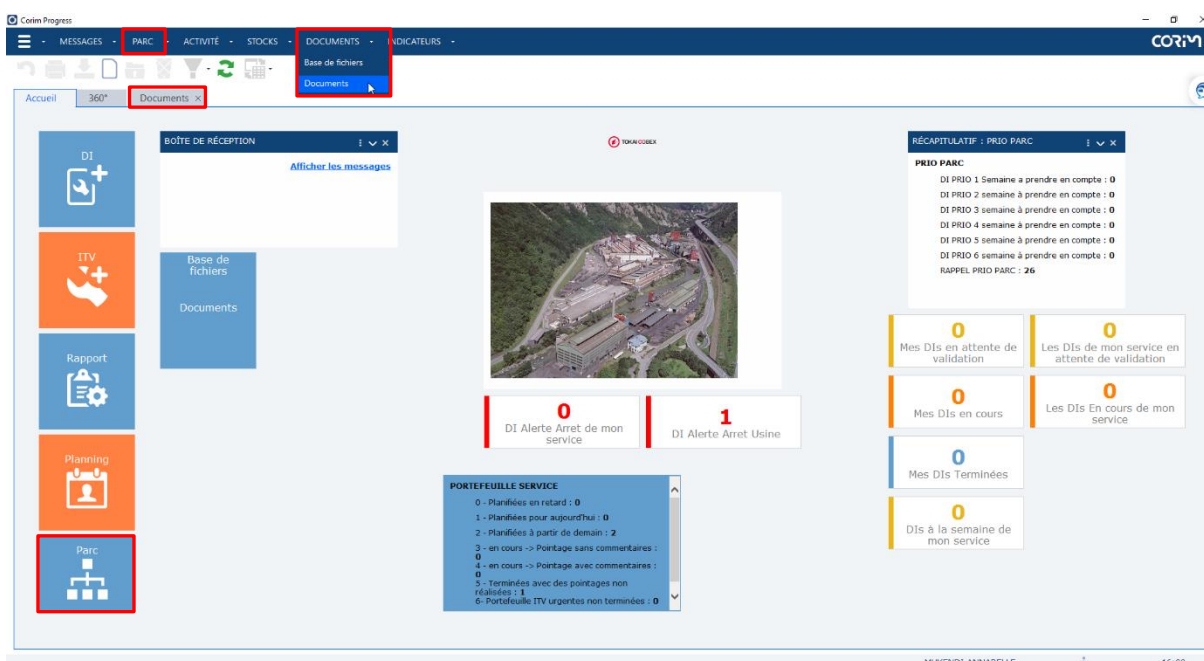 Corim Progress
MESSAGES PARC ACTIVITÉ STOCKS DOCUMENTS INDICATEURS
CORIM
Base de fichiers
Documents
Accueil 360° Documents ×
DI
ITV
Rapport
Planning
Parc
BOÎTE DE RÉCEPTION
Afficher les messages
Base de
fichiers
Documents
TOKAI COBEX
0
DI Alerte Arret de mon
service
1
DI Alerte Arret Usine
PORTEFEUILLE SERVICE
0 - Planifiées en retard : 0
1 - Planifiées pour aujourd'hui : 0
2 - Planifiées à partir de demain : 2
3 - en cours -> Pointage sans commentaires :
0
4 - en cours -> Pointage avec commentaires :
0
5 - Terminées avec des pointages non
réalisées : 1
6- Portefeuille ITV urgentes non terminées : 0
RÉCAPITULATIF : PRIO PARC
PRIO PARC
DI PRIO 1 Semaine a prendre en compte : 0
DI PRIO 2 semaine à prendre en compte : 0
DI PRIO 3 semaine à prendre en compte : 0
DI PRIO 4 semaine à prendre en compte : 0
DI PRIO 5 semaine à prendre en compte : 0
DI PRIO 6 semaine à prendre en compte : 0
RAPPEL PRIO PARC : 26
0
Mes DIs en attente de
validation
0
Les DIs de mon service en
attente de validation
0
Mes DIs en cours
0
Les DIs En cours de mon
service
0
Mes DIs Terminées
0
DIs à la semaine de
mon service